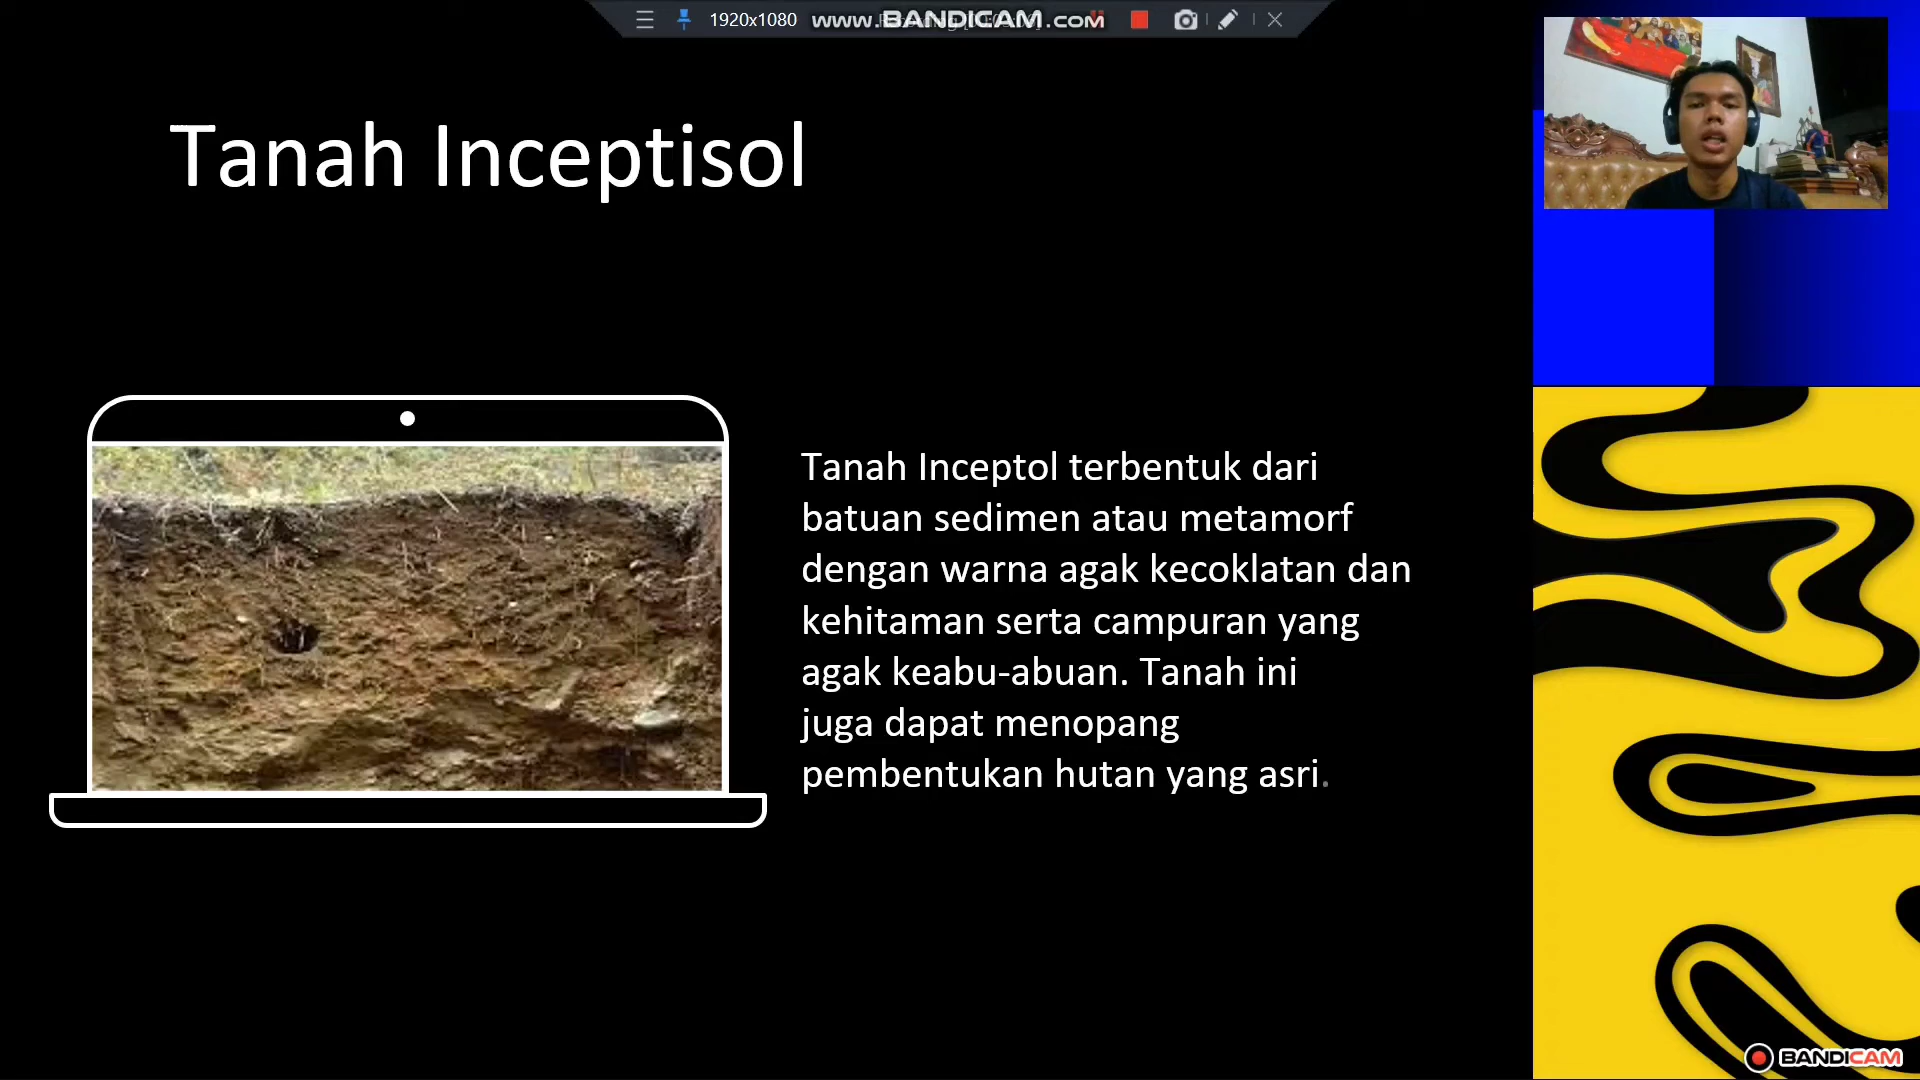 1920x1080
www.BANDICAM.com
Tanah Inceptisol
Tanah Inceptol terbentuk dari
batuan sedimen atau metamorf
dengan warna agak kecoklatan dan
kehitaman serta campuran yang
agak keabu-abuan. Tanah ini
juga dapat menopang
pembentukan hutan yang asri.
BANDICAM